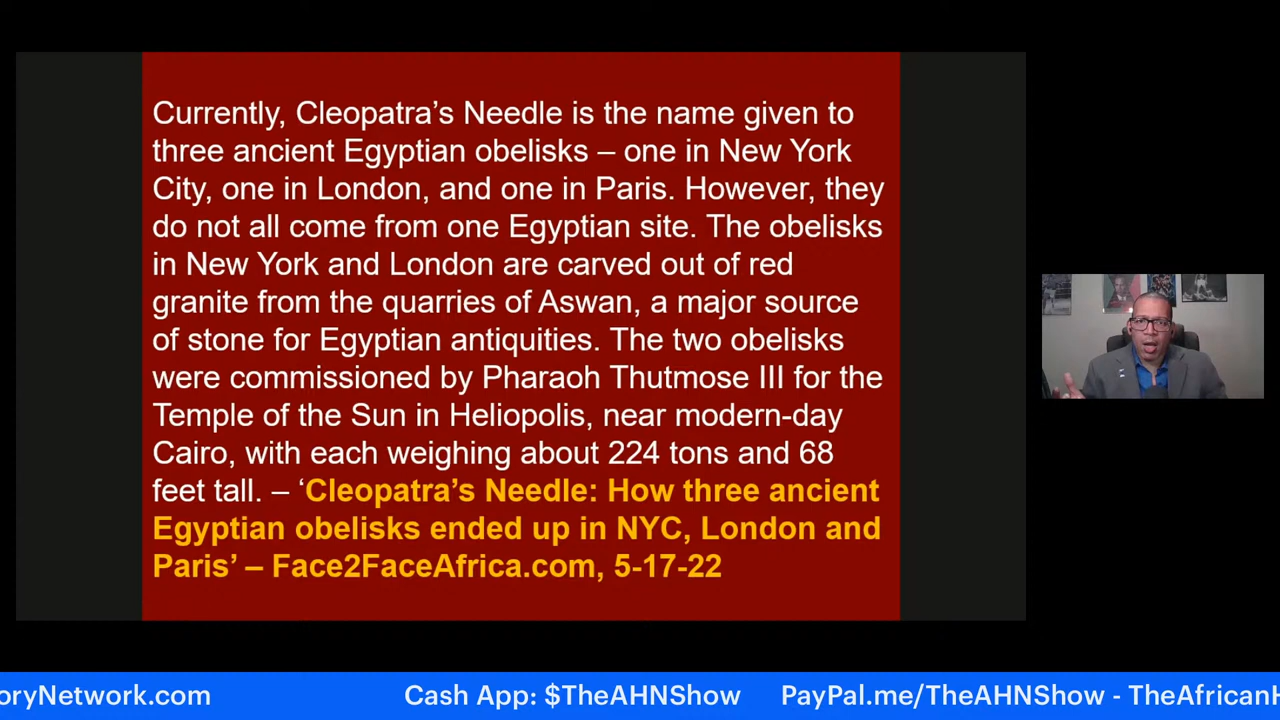 Currently, Cleopatra’s Needle is the name given to
three ancient Egyptian obelisks – one in New York
City, one in London, and one in Paris. However, they
do not all come from one Egyptian site. The obelisks
in New York and London are carved out of red
granite from the quarries of Aswan, a major source
of stone for Egyptian antiquities. The two obelisks
were commissioned by Pharaoh Thutmose III for the
Temple of the Sun in Heliopolis, near modern-day
Cairo, with each weighing about 224 tons and 68
feet tall. – ‘Cleopatra’s Needle: How three ancient
Egyptian obelisks ended up in NYC, London and
Paris’ – Face2FaceAfrica.com, 5-17-22
oryNetwork.com Cash App: $TheAHNShow PayPal.me/TheAHNShow - TheAfricanH